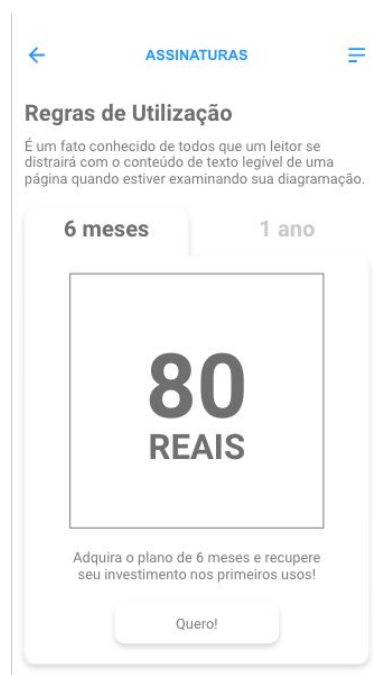 ASSINATURAS
Regras de Utilização
É um fato conhecido de todos que um leitor se
distrairá com o conteúdo de texto legível de uma
página quando estiver examinando sua diagramação.
6 meses
1 ano
80
REAIS
Adquira o plano de 6 meses e recupere
seu investimento nos primeiros usos!
Quero!